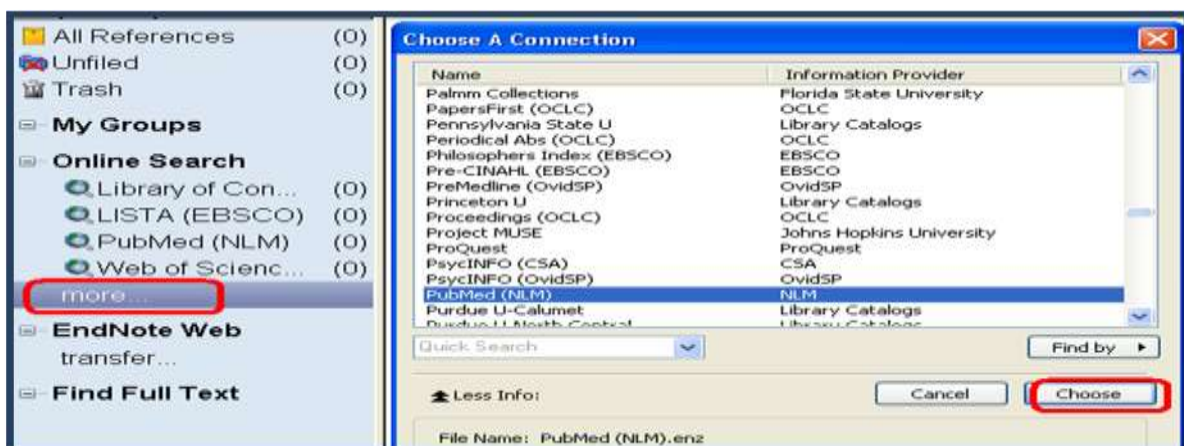 All References (0)
Unfiled (0)
Trash (0)
My Groups
Online Search
Library of Con... (0)
LISTA (EBSCO) (0)
PubMed (NLM) (0)
Web of Scienc... (0)
more...
EndNote Web
transfer...
Find Full Text
Choose A Connection
Name Information Provider
Palmm Collections Florida State University
PapersFirst (OCLC) OCLC
Pennsylvania State U Library Catalogs
Periodical Abs (OCLC) OCLC
Philosophers Index (EBSCO) EBSCO
Pre-CINAHL (EBSCO) EBSCO
PreMedline (OvidSP) OvidSP
Princeton U Library Catalogs
Proceedings (OCLC) OCLC
Project MUSE Johns Hopkins University
ProQuest ProQuest
PsycINFO (CSA) CSA
PsycINFO (OvidSP) OvidSP
PubMed (NLM) NLM
Purdue U-Calumet Library Catalogs
Purdue U North Central Library Catalogs
Quick Search Find by
Less Info: Cancel Choose
File Name: PubMed (NLM).enz